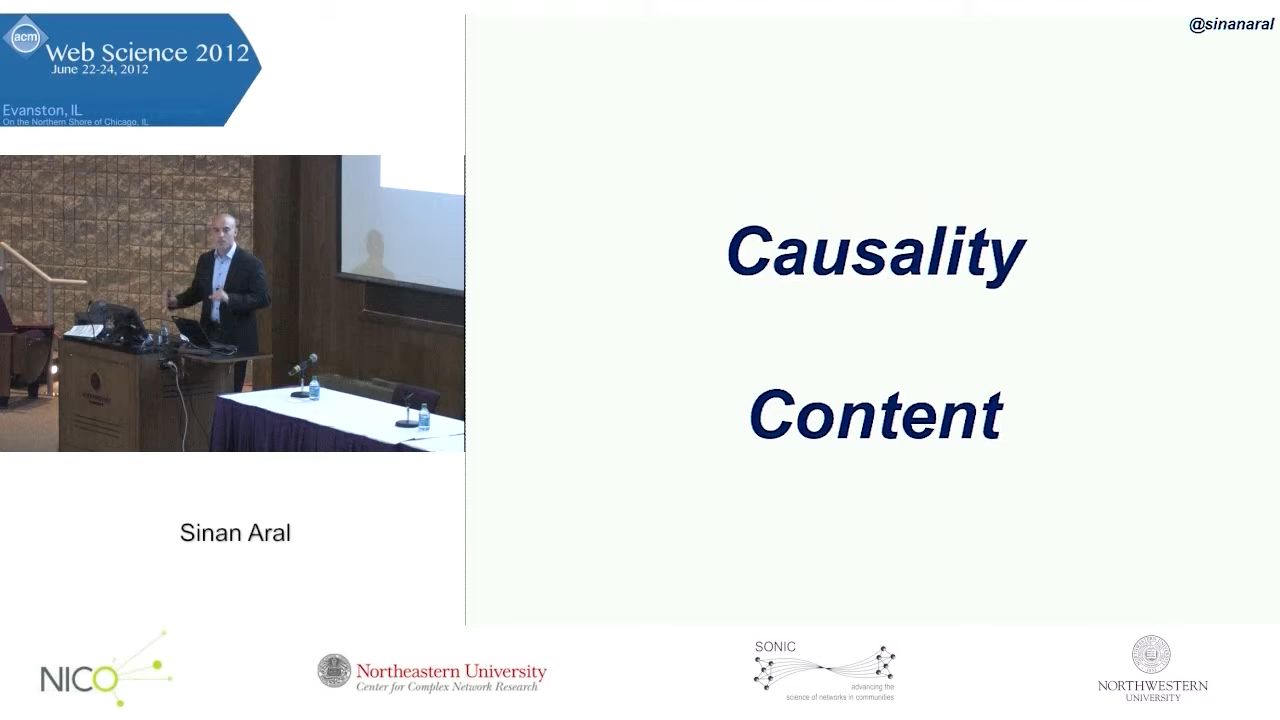 acm
Web Science 2012
June 22-24, 2012
Evanston, IL
On the Northern Shore of Chicago, IL
@sinanaral
Causality
Content
Sinan Aral
NICO
Northeastern University
Center for Complex Network Research
SONIC
advancing the
science of networks in communities
NORTHWESTERN
UNIVERSITY